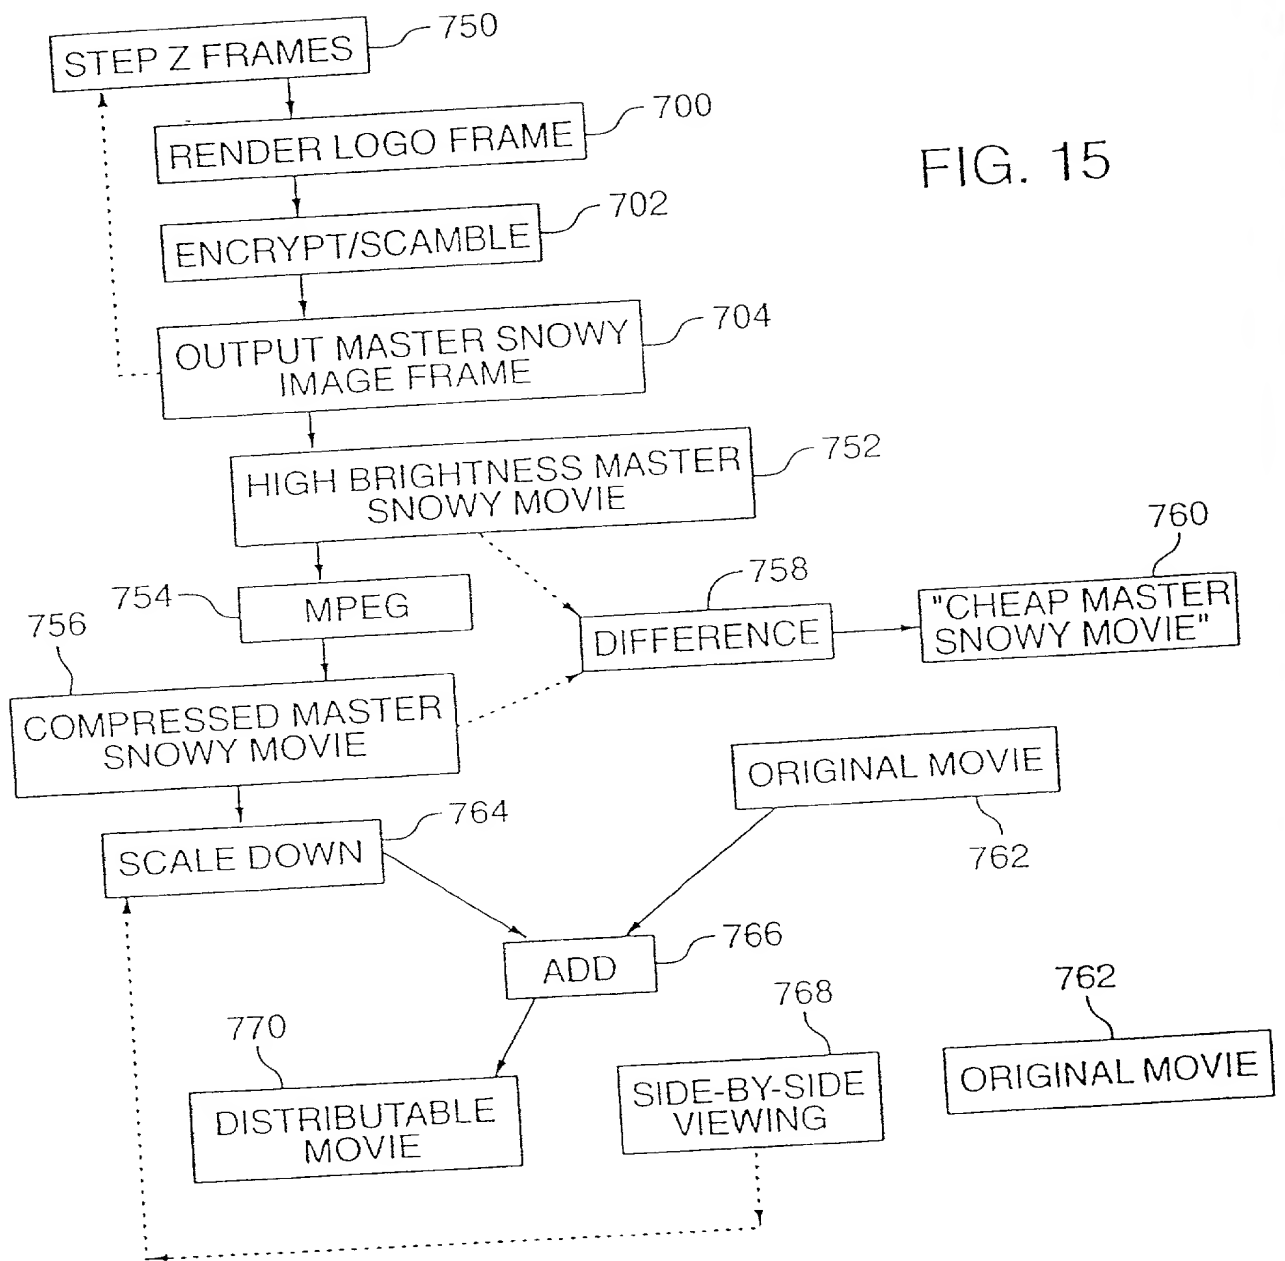 750
STEP Z FRAMES
700
RENDER LOGO FRAME
FIG. 15
702
ENCRYPT/SCAMBLE
704
OUTPUT MASTER SNOWY
IMAGE FRAME
752
HIGH BRIGHTNESS MASTER
SNOWY MOVIE
760
758
754
MPEG
"CHEAP MASTER
SNOWY MOVIE"
756
DIFFERENCE
COMPRESSED MASTER
SNOWY MOVIE
ORIGINAL MOVIE
764
SCALE DOWN
762
766
ADD
762
768
770
ORIGINAL MOVIE
SIDE-BY-SIDE
VIEWING
DISTRIBUTABLE
MOVIE